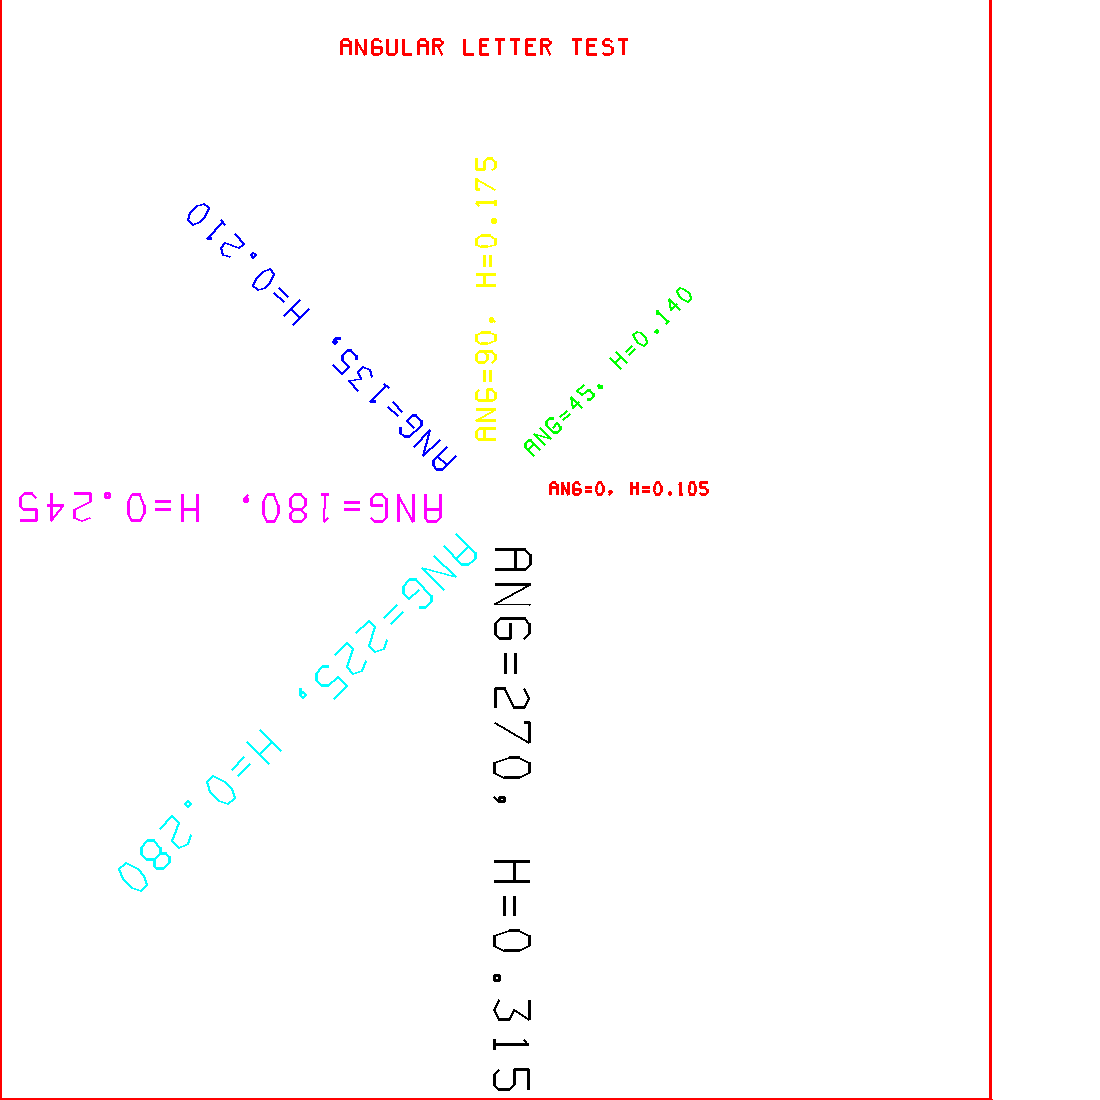 ANGULAR LETTER TEST
ANG=90, H=0.175
ANG=135, H=0.210
ANG=45, H=0.140
ANG=0, H=0.105
ANG=180, H=0.245
ANG=225, H=0.280
ANG=270, H=0.315